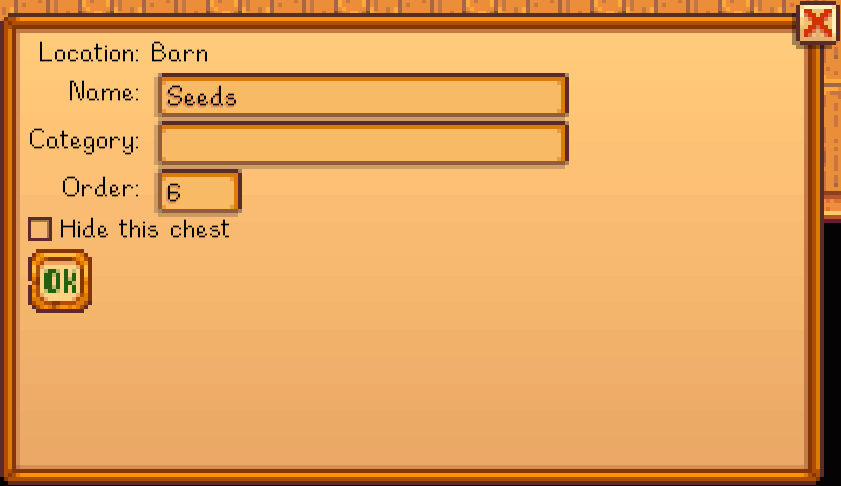 Location: Barn
Name: Seeds
Category:
Order: 6
Hide this chest
OK